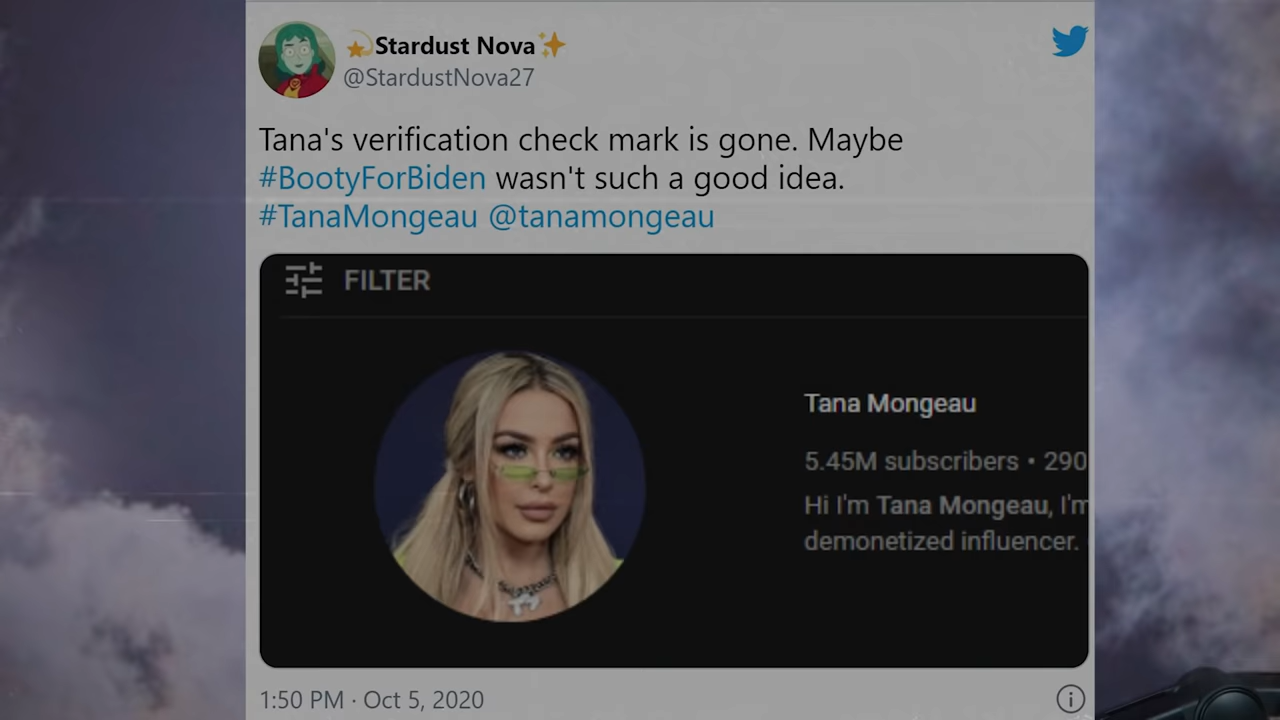 💫Stardust Nova✨
@StardustNova27
Tana's verification check mark is gone. Maybe
#BootyForBiden wasn't such a good idea.
#TanaMongeau @tanamongeau
FILTER
Tana Mongeau
5.45M subscribers • 290
Hi I'm Tana Mongeau, I'm
demonetized influencer.
1:50 PM · Oct 5, 2020